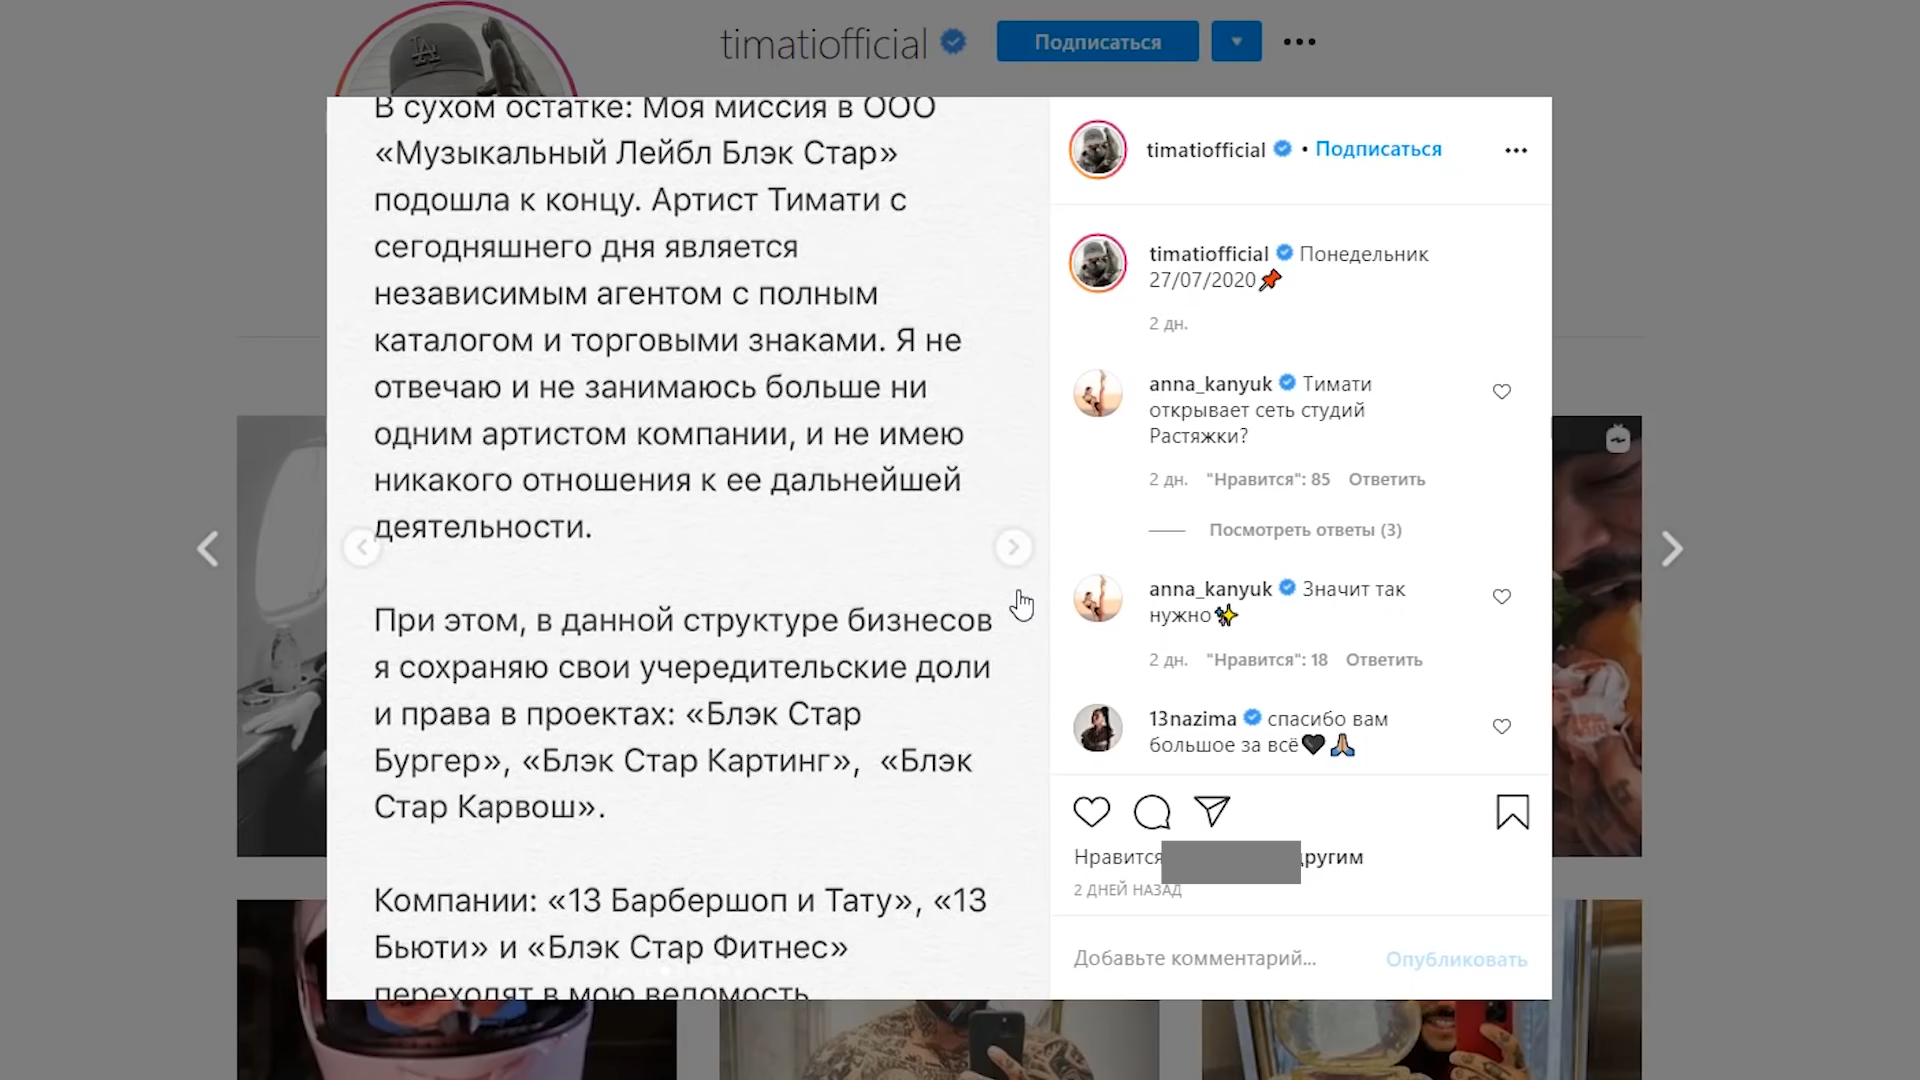 timatiofficial
Подписаться
LA
В сухом остатке: Моя миссия в ООО
«Музыкальный Лейбл Блэк Стар»
подошла к концу. Артист Тимати с
сегодняшнего дня является
независимым агентом с полным
каталогом и торговыми знаками. Я не
отвечаю и не занимаюсь больше ни
одним артистом компании, и не имею
никакого отношения к ее дальнейшей
деятельности.
При этом, в данной структуре бизнесов
я сохраняю свои учередительские доли
и права в проектах: «Блэк Стар
Бургер», «Блэк Стар Картинг», «Блэк
Стар Карвош».
Компании: «13 Барбершоп и Тату», «13
Бьюти» и «Блэк Стар Фитнес»
переходят в мою ведомость
timatiofficial • Подписаться
timatiofficial Понедельник
27/07/2020📌
2 дн.
anna_kanyuk Тимати
открывает сеть студий
Растяжки?
2 дн. "Нравится": 85 Ответить
Посмотреть ответы (3)
anna_kanyuk Значит так
нужно✨
2 дн. "Нравится": 18 Ответить
13nazima спасибо вам
большое за всё🖤🙏🏽
Нравится другим
2 ДНЕЙ НАЗАД
Добавьте комментарий... Опубликовать